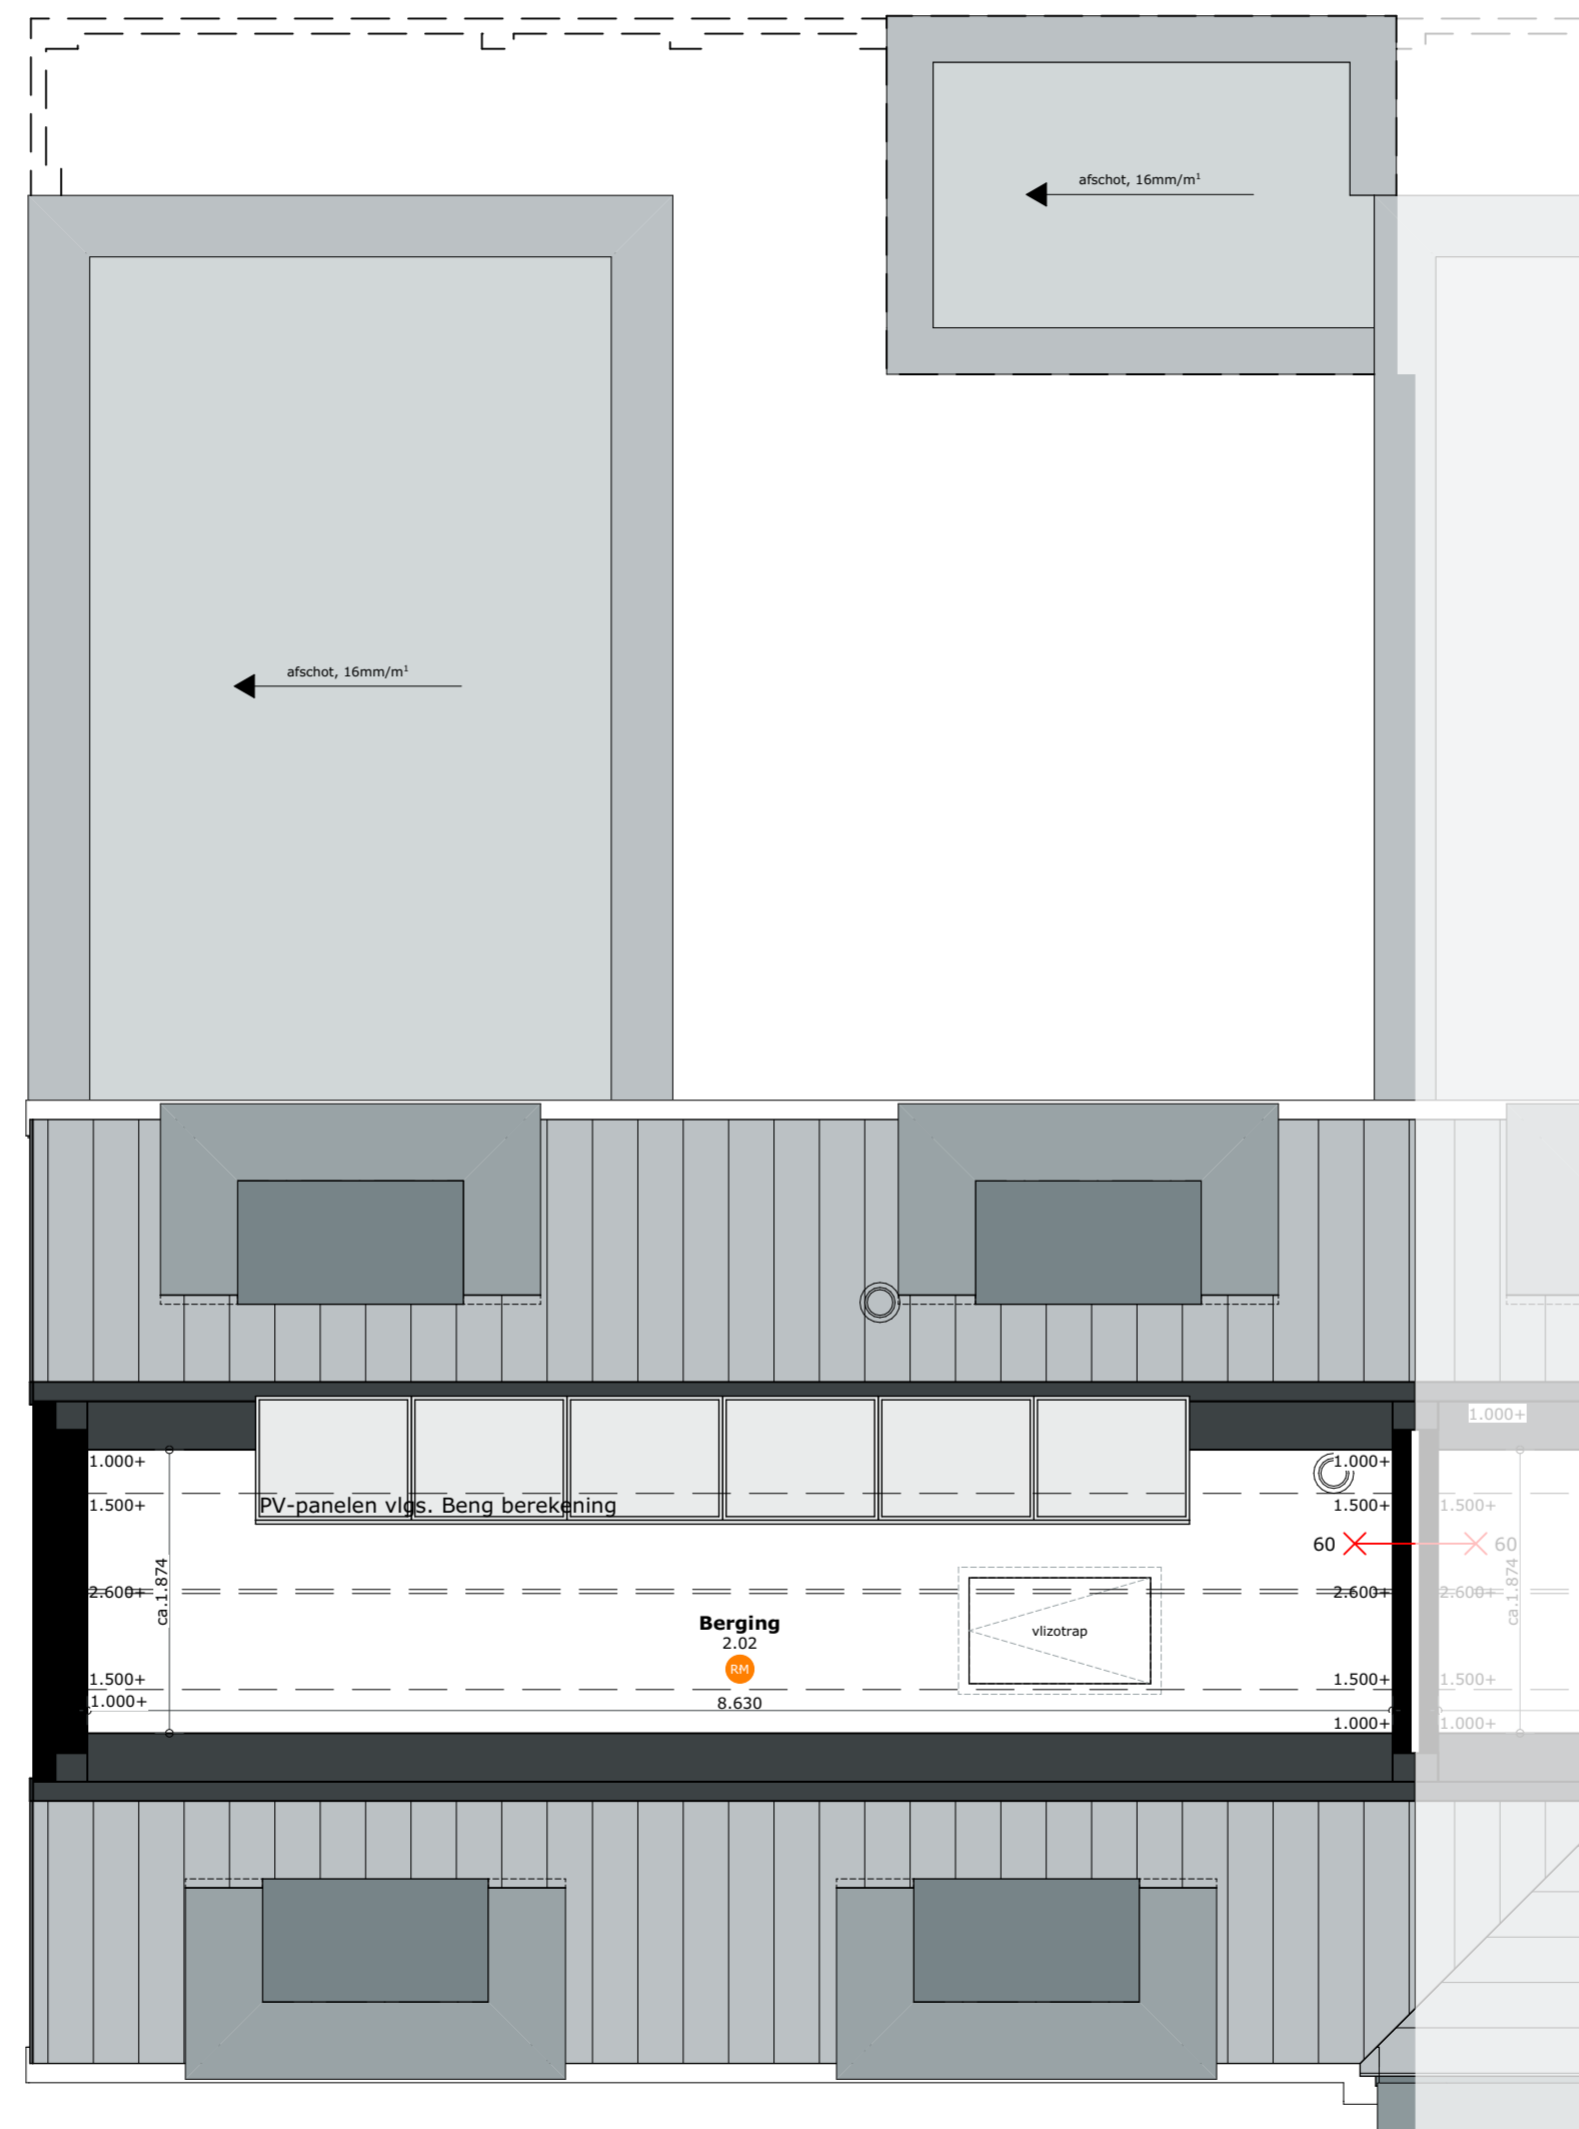 afschot, 16mm/m¹
afschot, 16mm/m¹
1.000+
1.000+ 1.000+
PV-panelen vlgs. Beng berekening
1.500+ 1.500+ 1.500+
60 60
ca.1.874 ca.1.874
2.600+ 2.600+ 2.600+
Berging
2.02
vlizotrap
RM
1.500+ 1.500+ 1.500+
1.000+ 8.630
1.000+ 1.000+